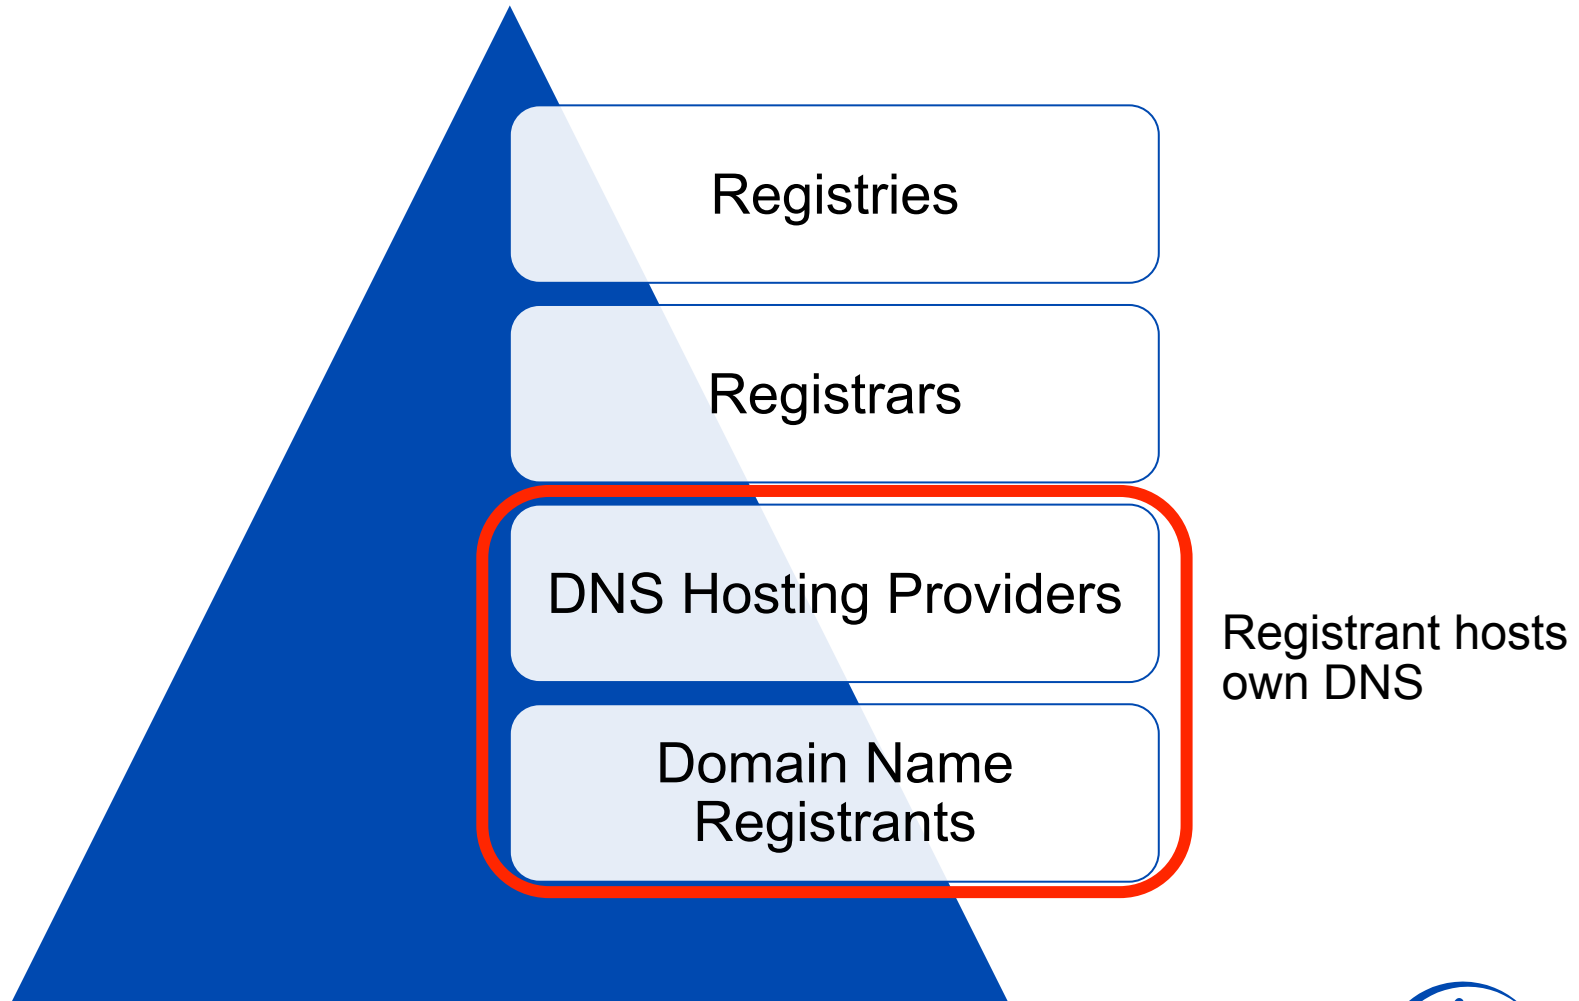 Registries
Registrars
DNS Hosting Providers
Domain Name
Registrants
Registrant hosts
own DNS